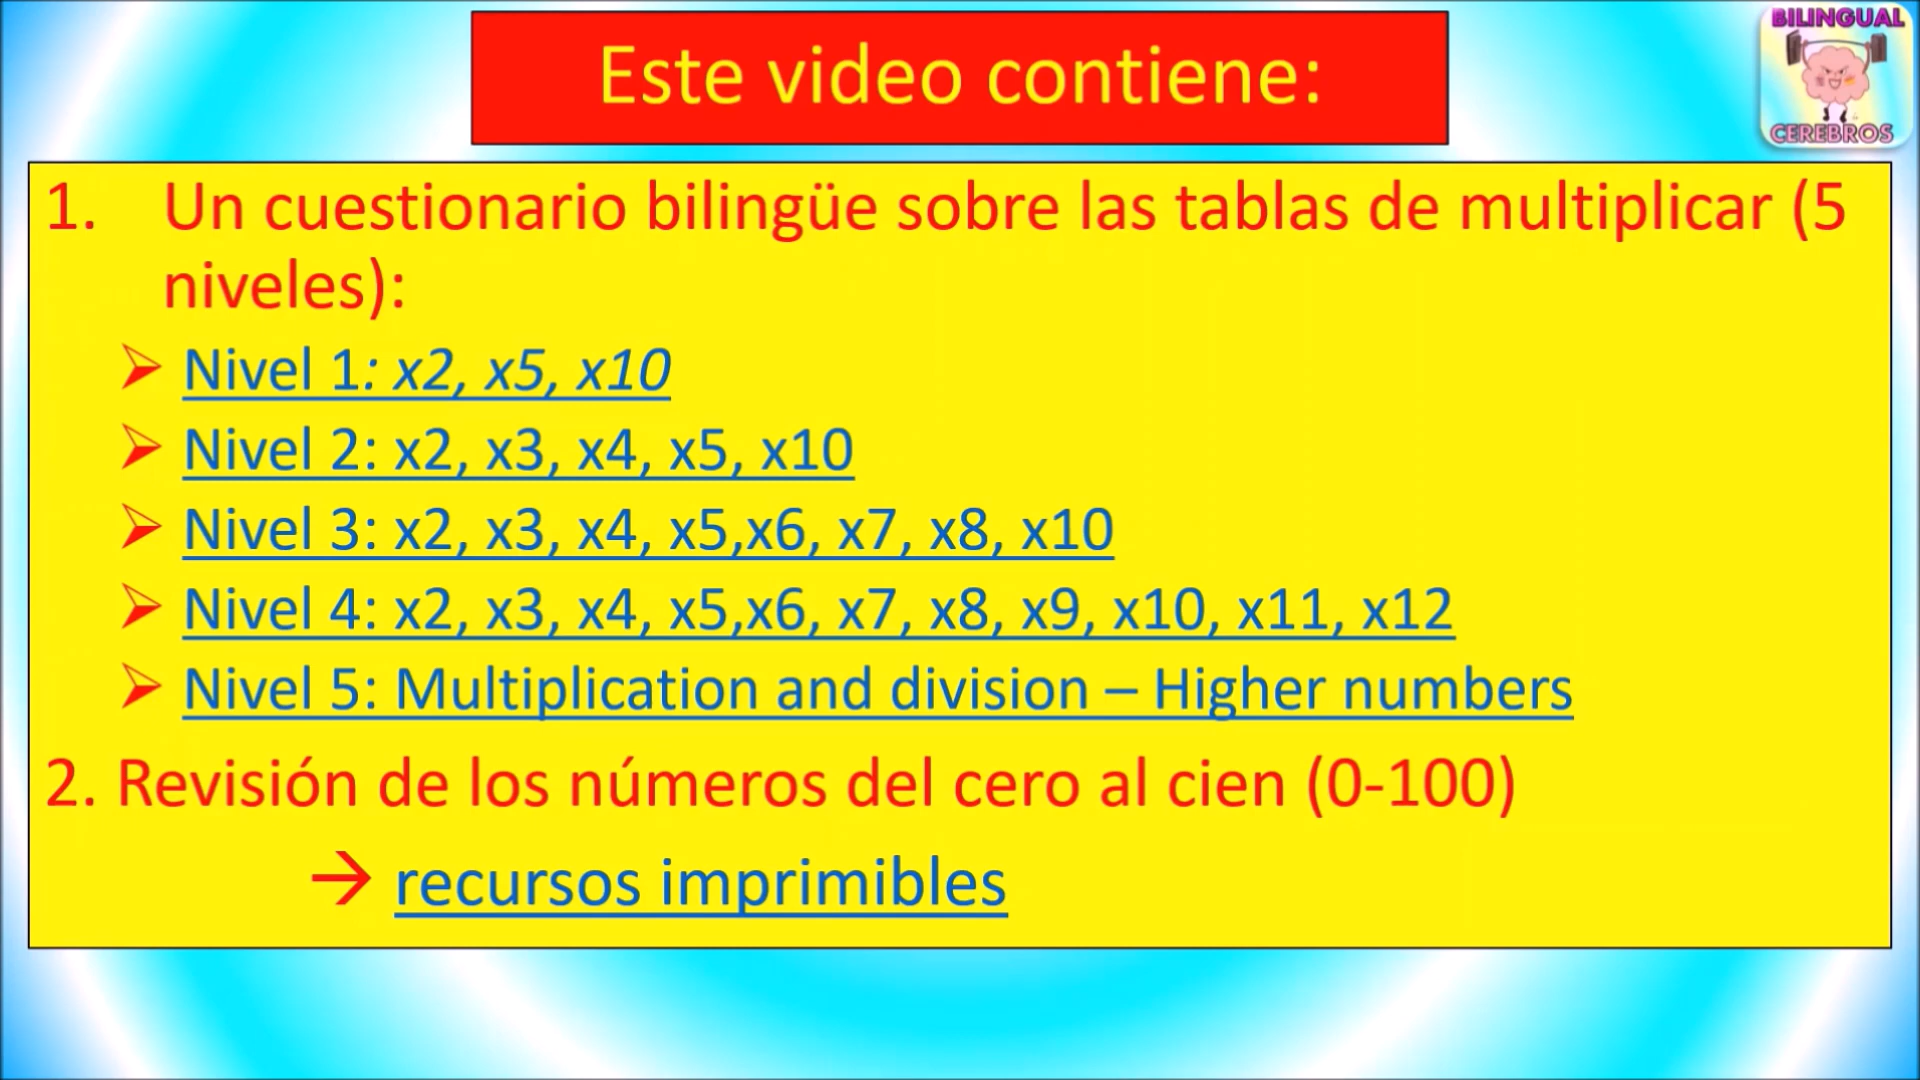 Este video contiene:
BILINGUAL
CEREBROS
1. Un cuestionario bilingüe sobre las tablas de multiplicar (5
niveles):
➢ Nivel 1: x2, x5, x10
➢ Nivel 2: x2, x3, x4, x5, x10
➢ Nivel 3: x2, x3, x4, x5,x6, x7, x8, x10
➢ Nivel 4: x2, x3, x4, x5,x6, x7, x8, x9, x10, x11, x12
➢ Nivel 5: Multiplication and division – Higher numbers
2. Revisión de los números del cero al cien (0-100)
→ recursos imprimibles